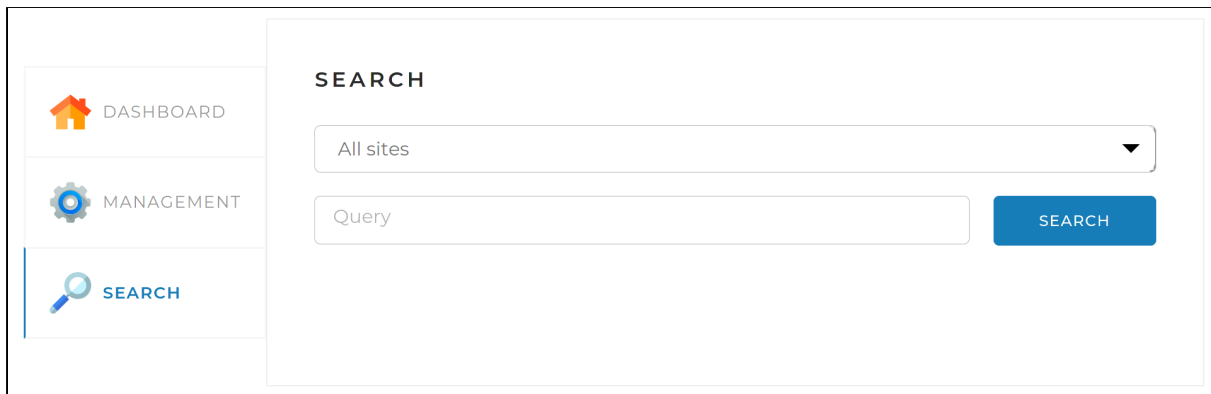 DASHBOARD
MANAGEMENT
SEARCH
SEARCH
All sites
Query
SEARCH